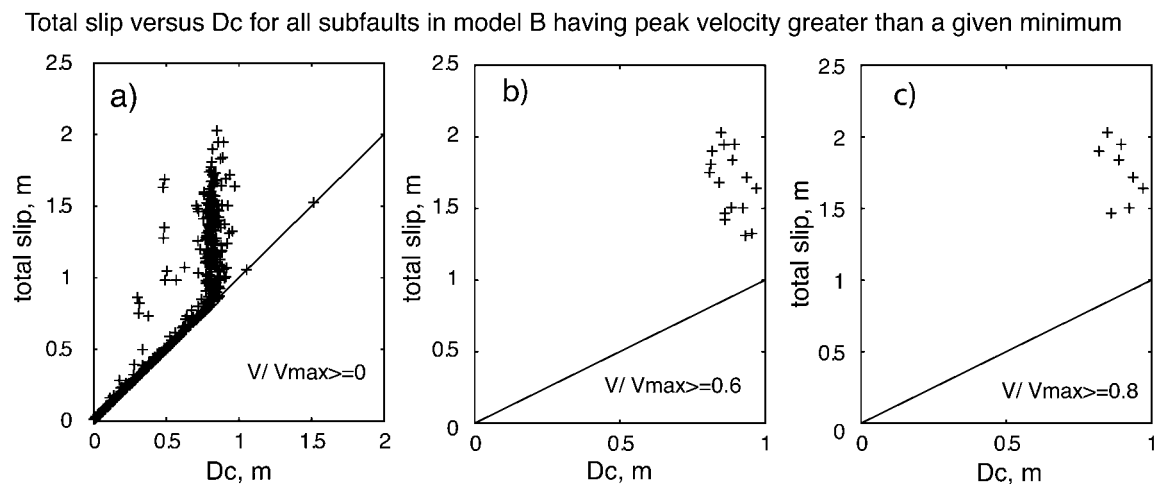 Total slip versus Dc for all subfaults in model B having peak velocity greater than a given minimum
a)
total slip, m
2.5
2
1.5
1
0.5
0
V/ Vmax>=0
0 0.5 1 1.5 2
Dc, m
b)
total slip, m
2.5
2
1.5
1
0.5
0
V/ Vmax>=0.6
0 0.5 1
Dc, m
c)
total slip, m
2.5
2
1.5
1
0.5
0
V/ Vmax>=0.8
0 0.5 1
Dc, m